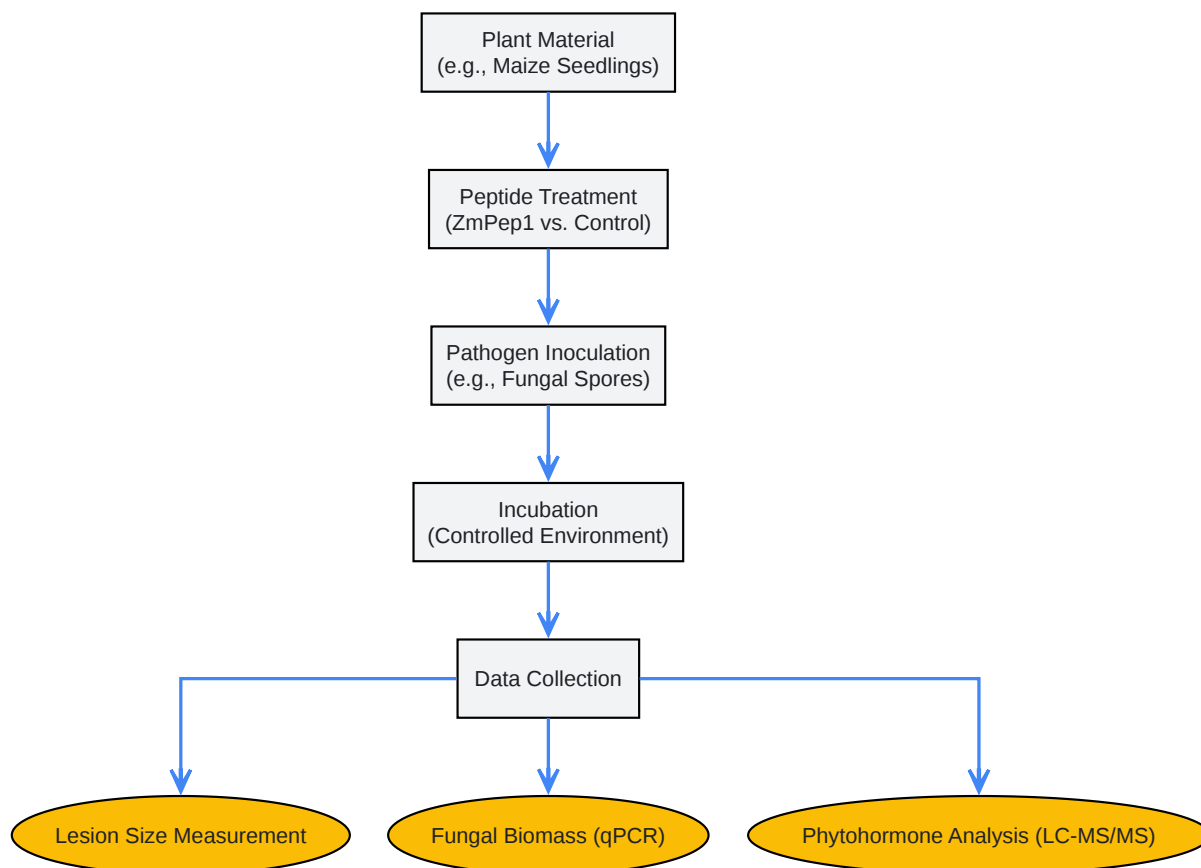 Plant Material
(e.g., Maize Seedlings)
Peptide Treatment
(ZmPep1 vs. Control)
Pathogen Inoculation
(e.g., Fungal Spores)
Incubation
(Controlled Environment)
Data Collection
Lesion Size Measurement
Fungal Biomass (qPCR)
Phytohormone Analysis (LC-MS/MS)